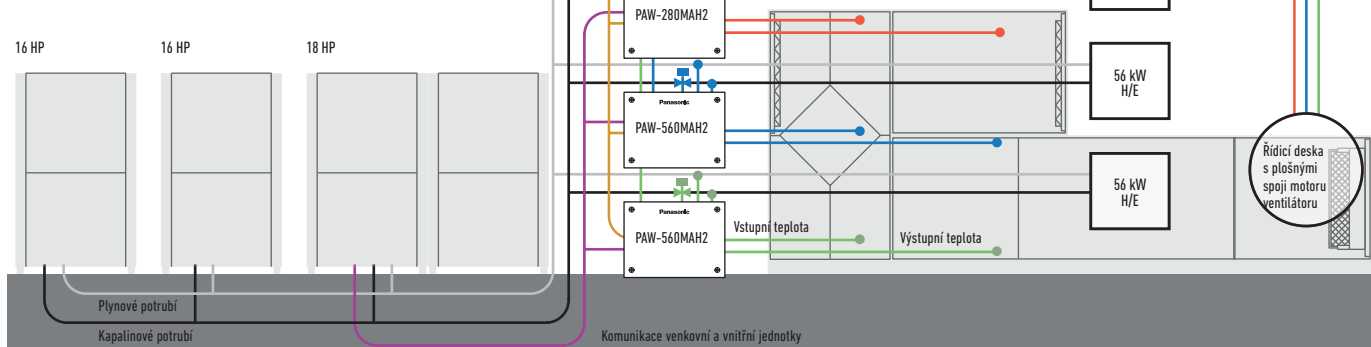 PAW-280MAH2
16 HP
16 HP
18 HP
56 kW
H/E
Panasonic
PAW-560MAH2
Řídicí deska
s plošnými
spoji motoru
ventilátoru
56 kW
H/E
Panasonic
PAW-560MAH2
Vstupní teplota
Výstupní teplota
Plynové potrubí
Kapalinové potrubí
Komunikace venkovní a vnitřní jednotky